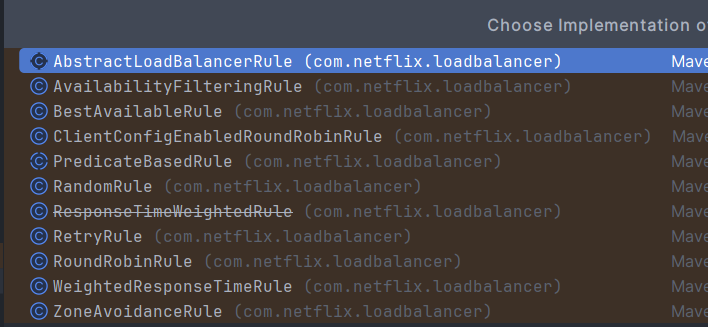 Choose Implementation o
AbstractLoadBalancerRule (com.netflix.loadbalancer) Mave
AvailabilityFilteringRule (com.netflix.loadbalancer) Mave
BestAvailableRule (com.netflix.loadbalancer) Mave
ClientConfigEnabledRoundRobinRule (com.netflix.loadbalancer) Mave
PredicateBasedRule (com.netflix.loadbalancer) Mave
RandomRule (com.netflix.loadbalancer) Mave
ResponseTimeWeightedRule (com.netflix.loadbalancer) Mave
RetryRule (com.netflix.loadbalancer) Mave
RoundRobinRule (com.netflix.loadbalancer) Mave
WeightedResponseTimeRule (com.netflix.loadbalancer) Mave
ZoneAvoidanceRule (com.netflix.loadbalancer) Mave